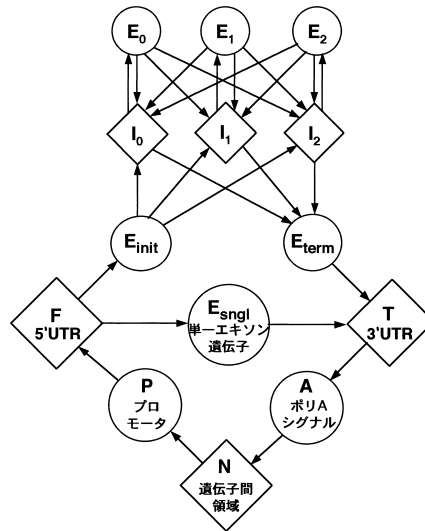 E0 E1 E2
I0 I1 I2
Einit Eterm
F
5'UTR
Esngl
単一エキソン
遺伝子
T
3'UTR
P
プロ
モータ
A
ポリA
シグナル
N
遺伝子間
領域